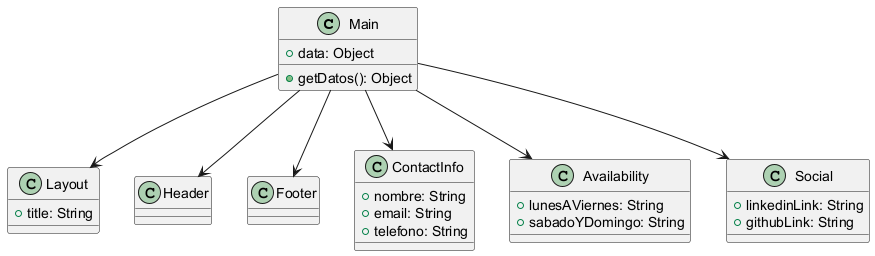 C Main
data: Object
getDatos(): Object
C Layout
title: String
C Header
C Footer
C ContactInfo
nombre: String
email: String
telefono: String
C Availability
lunesAViernes: String
sabadoYDomingo: String
C Social
linkedinLink: String
githubLink: String